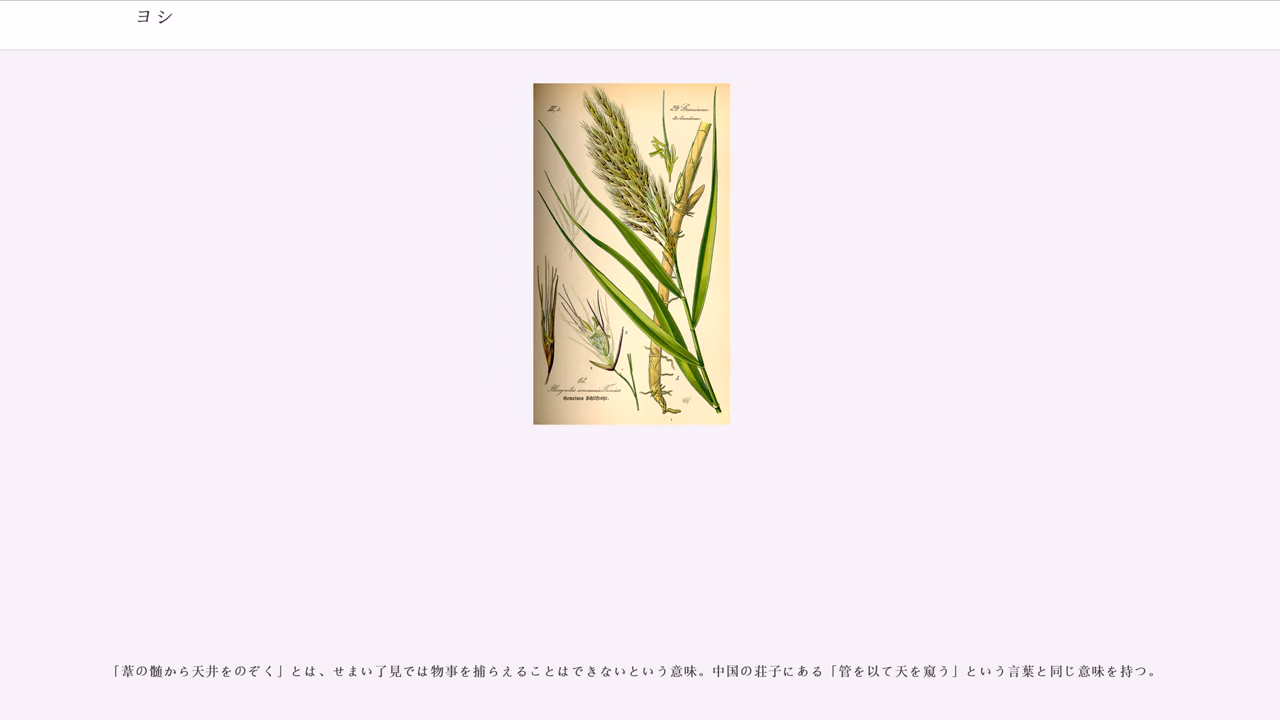 ヨシ
62.
Gemeines Schilfrohr.
「葦の髄から天井をのぞく」とは、せまい了見では物事を捕らえることはできないという意味。中国の荘子にある「管を以て天を窺う」という言葉と同じ意味を持つ。